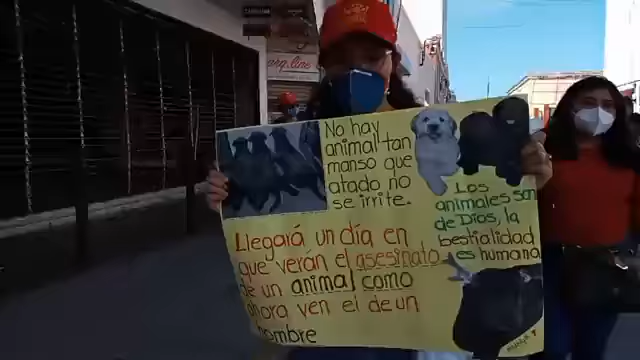 No hay
animal tan
manso que
atado no
se irrite.
Los
animales son
de Dios, la
bestialidad
es humana
Llegará un día en
que verán el asesinato
de un animal como
ahora ven el de un
hombre